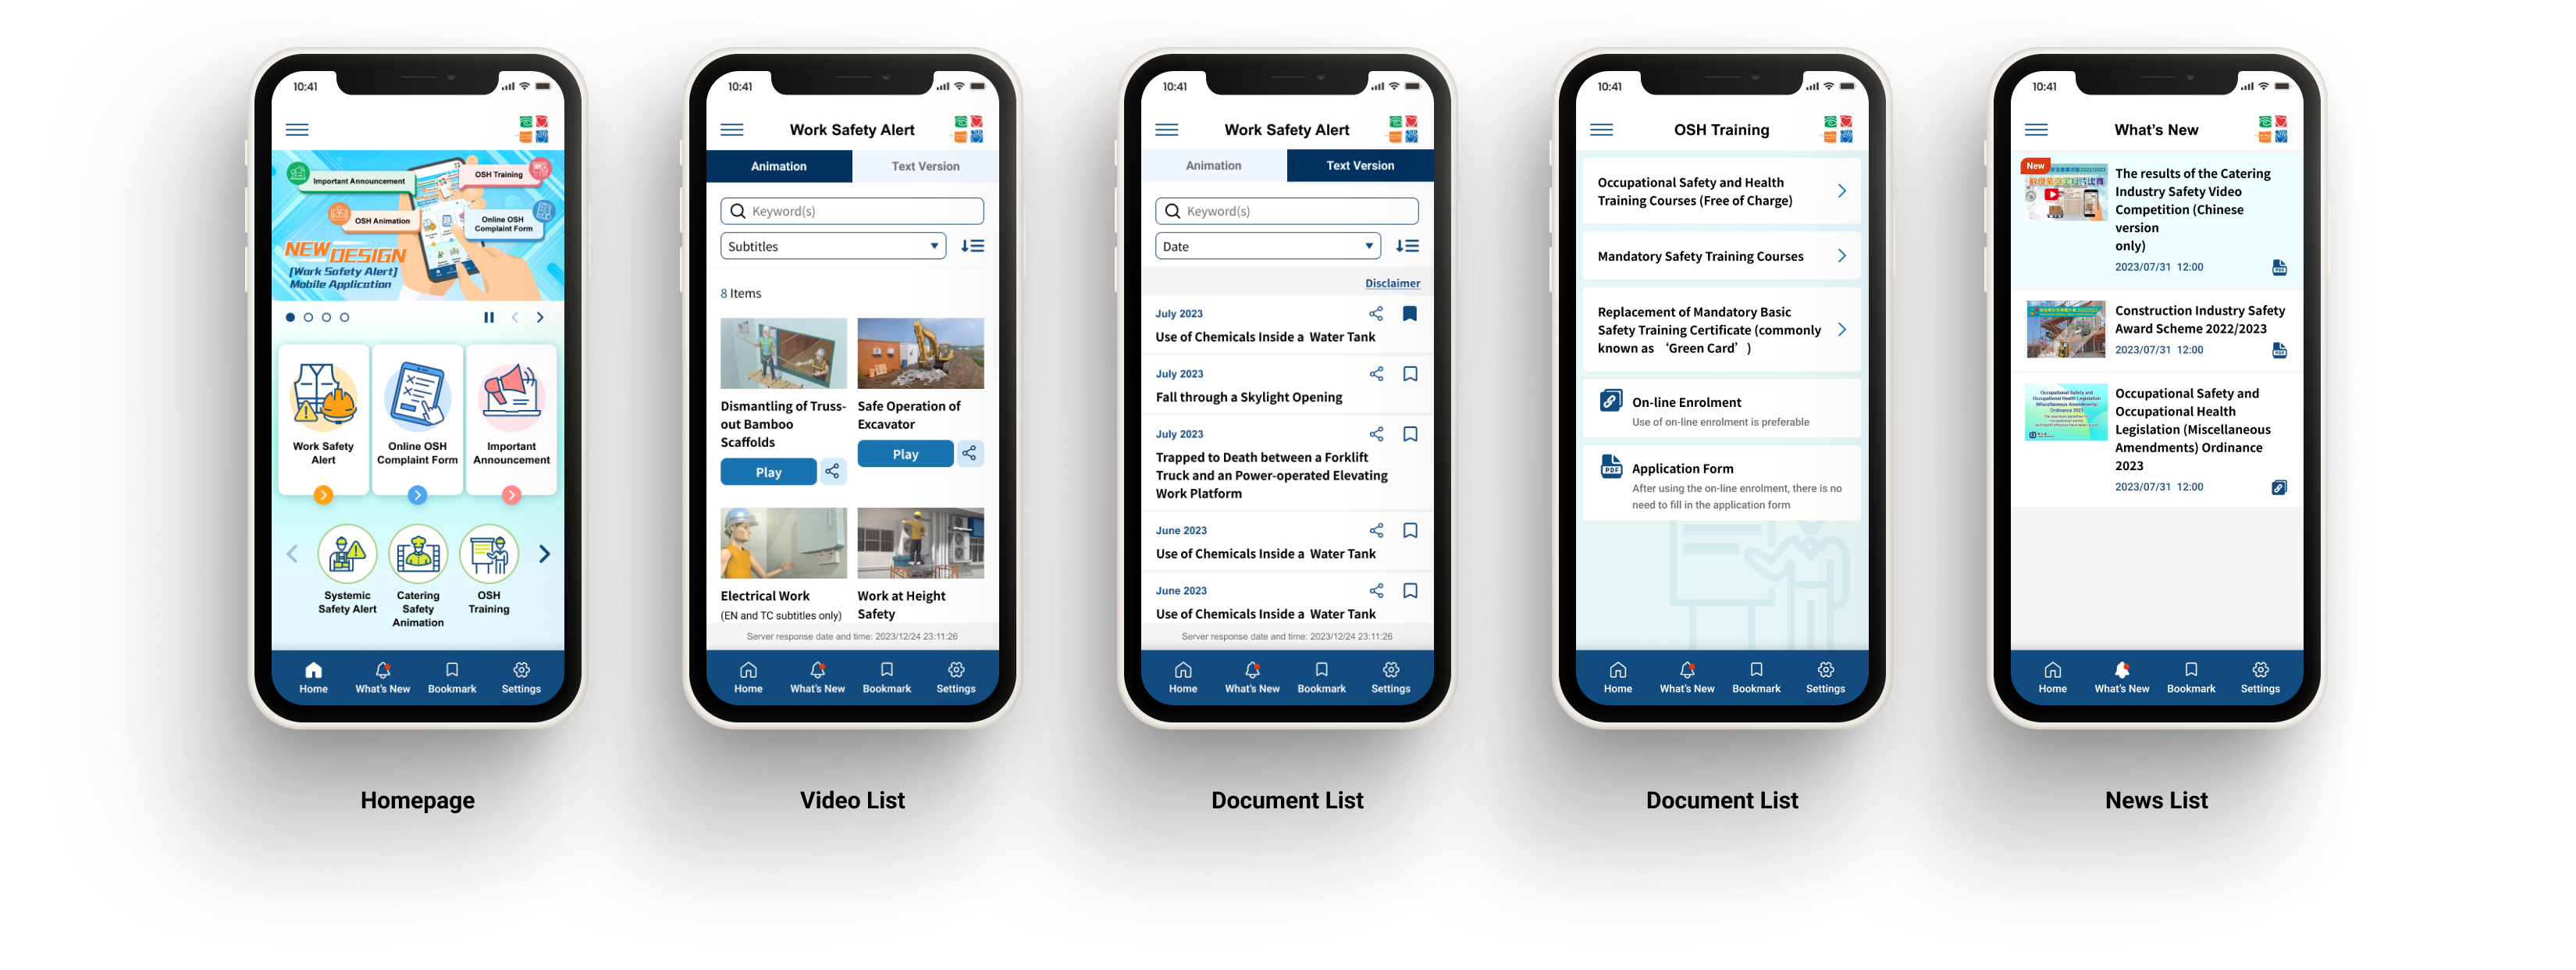 10:41
Important Announcement
OSH Training
OSH Animation
Online OSH
Complaint Form
NEW DESIGN
[Work Safety Alert]
Mobile Application
Work Safety
Alert
Online OSH
Complaint Form
Important
Announcement
Systemic
Safety Alert
Catering
Safety
Animation
OSH
Training
Home
What's New
Bookmark
Settings
Homepage
10:41
Work Safety Alert
Animation
Text Version
Keyword(s)
Subtitles
8 Items
Dismantling of Truss-
out Bamboo
Scaffolds
Play
Safe Operation of
Excavator
Play
Electrical Work
(EN and TC subtitles only)
Work at Height
Safety
Server response date and time: 2023/12/24 23:11:26
Home
What's New
Bookmark
Settings
Video List
10:41
Work Safety Alert
Animation
Text Version
Keyword(s)
Date
Disclaimer
July 2023
Use of Chemicals Inside a Water Tank
July 2023
Fall through a Skylight Opening
July 2023
Trapped to Death between a Forklift
Truck and an Power-operated Elevating
Work Platform
June 2023
Use of Chemicals Inside a Water Tank
June 2023
Use of Chemicals Inside a Water Tank
Server response date and time: 2023/12/24 23:11:26
Home
What's New
Bookmark
Settings
Document List
10:41
OSH Training
Occupational Safety and Health
Training Courses (Free of Charge)
Mandatory Safety Training Courses
Replacement of Mandatory Basic
Safety Training Certificate (commonly
known as ‘Green Card’)
On-line Enrolment
Use of on-line enrolment is preferable
PDF
Application Form
After using the on-line enrolment, there is no
need to fill in the application form
Home
What's New
Bookmark
Settings
Document List
10:41
What's New
New
The results of the Catering
Industry Safety Video
Competition (Chinese
version
only)
2023/07/31 12:00
PDF
Construction Industry Safety
Award Scheme 2022/2023
2023/07/31 12:00
PDF
Occupational Safety and
Occupational Health Legislation
(Miscellaneous Amendments)
Ordinance 2023
Occupational Safety and
Occupational Health
Legislation (Miscellaneous
Amendments) Ordinance
2023
2023/07/31 12:00
Home
What's New
Bookmark
Settings
News List